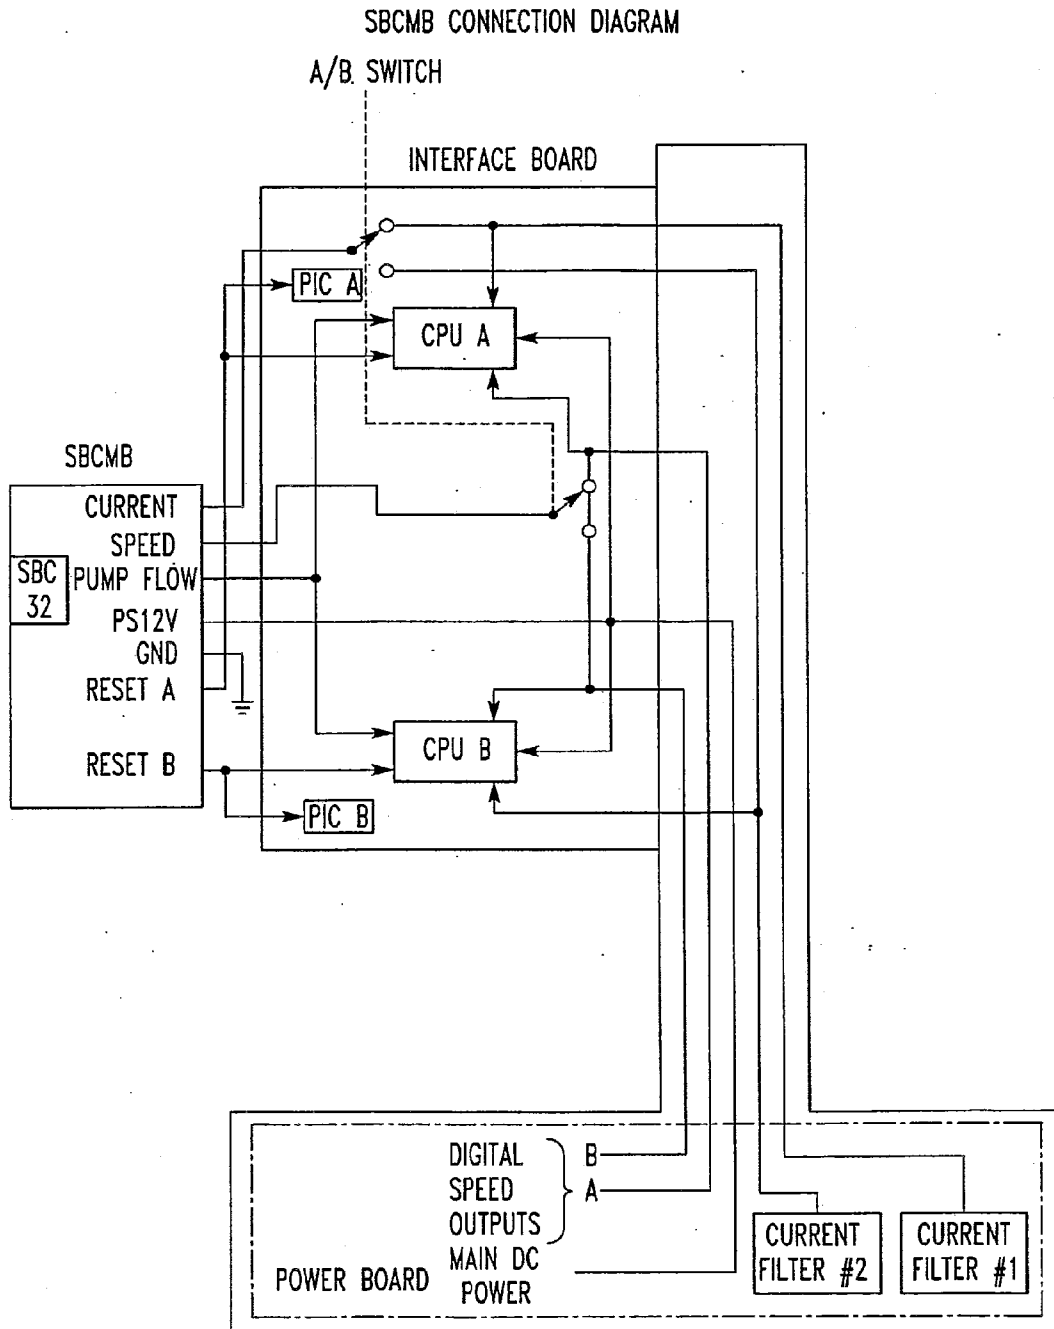 SBCMB CONNECTION DIAGRAM
A/B. SWITCH
INTERFACE BOARD
PIC A
CPU A
SBCMB
CURRENT
SPEED
SBC
32
PUMP FLOW
PS12V
GND
RESET A
RESET B
CPU B
PIC B
DIGITAL
SPEED
OUTPUTS
B
A
MAIN DC
POWER
POWER BOARD
CURRENT
FILTER #2
CURRENT
FILTER #1